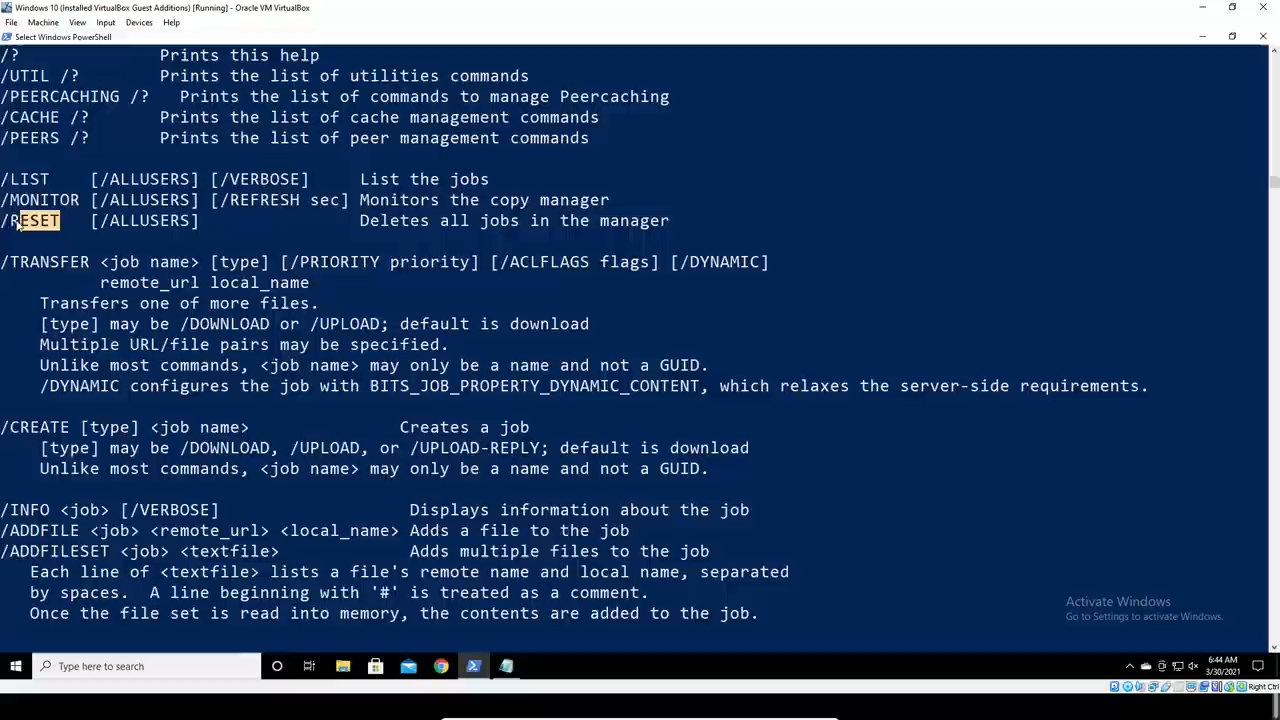 Windows 10 (Installed VirtualBox Guest Additions) [Running] - Oracle VM VirtualBox
File Machine View Input Devices Help
Select Windows PowerShell
/? Prints this help
/UTIL /? Prints the list of utilities commands
/PEERCACHING /? Prints the list of commands to manage Peercaching
/CACHE /? Prints the list of cache management commands
/PEERS /? Prints the list of peer management commands
/LIST [/ALLUSERS] [/VERBOSE] List the jobs
/MONITOR [/ALLUSERS] [/REFRESH sec] Monitors the copy manager
/RESET [/ALLUSERS] Deletes all jobs in the manager
/TRANSFER <job name> [type] [/PRIORITY priority] [/ACLFLAGS flags] [/DYNAMIC]
remote_url local_name
Transfers one of more files.
[type] may be /DOWNLOAD or /UPLOAD; default is download
Multiple URL/file pairs may be specified.
Unlike most commands, <job name> may only be a name and not a GUID.
/DYNAMIC configures the job with BITS_JOB_PROPERTY_DYNAMIC_CONTENT, which relaxes the server-side requirements.
/CREATE [type] <job name> Creates a job
[type] may be /DOWNLOAD, /UPLOAD, or /UPLOAD-REPLY; default is download
Unlike most commands, <job name> may only be a name and not a GUID.
/INFO <job> [/VERBOSE] Displays information about the job
/ADDFILE <job> <remote_url> <local_name> Adds a file to the job
/ADDFILESET <job> <textfile> Adds multiple files to the job
Each line of <textfile> lists a file's remote name and local name, separated
by spaces. A line beginning with '#' is treated as a comment.
Once the file set is read into memory, the contents are added to the job.
Activate Windows
Go to Settings to activate Windows.
Type here to search
6:44 AM
3/30/2021
Right Ctrl